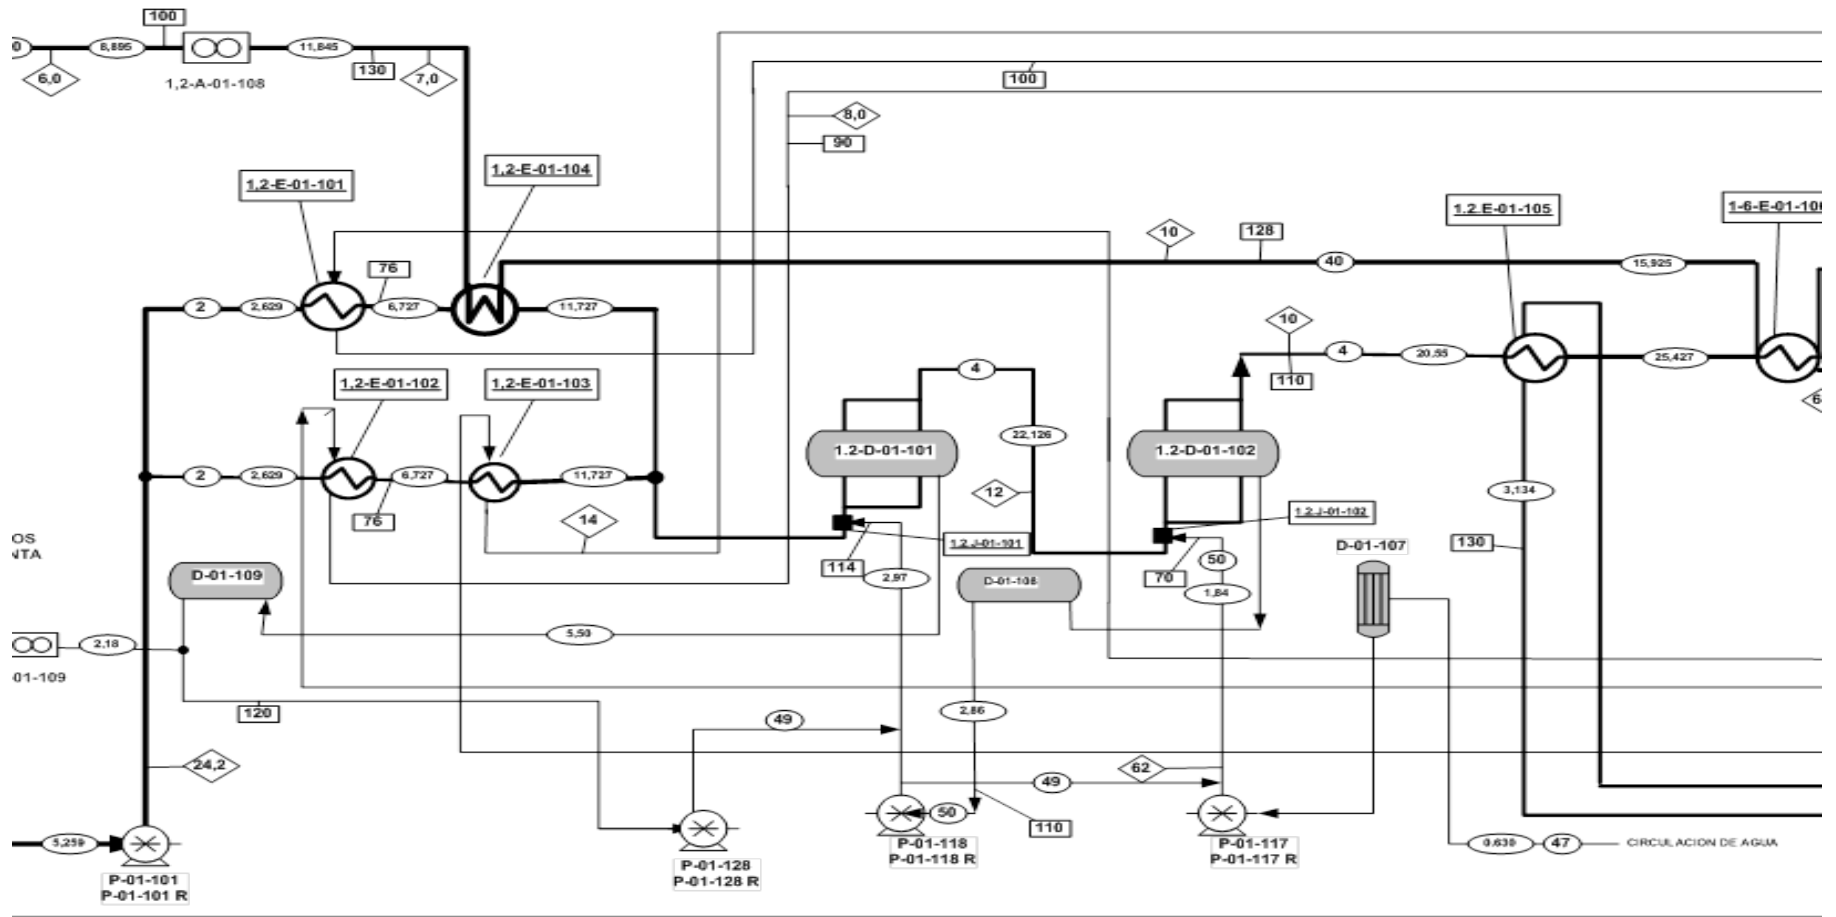 100
0
8,895
11,845
6,0
130
7,0
1,2-A-01-108
100
8,0
90
1,2-E-01-101
1,2-E-01-104
1.2.E-01-105
1-6-E-01-106
10
128
40
15,925
76
2
2,629
6,727
11,727
10
4
20,55
25,427
110
1,2-E-01-102
1,2-E-01-103
4
6
22,126
1.2-D-01-101
1.2-D-01-102
2
2,629
6,727
11,727
76
14
12
3,134
1.2.J-01-101
1.2.J-01-102
OS
NTA
D-01-109
114
2,97
D-01-108
70
50
1,84
D-01-107
130
5,50
2,18
01-109
120
2,86
49
24,2
62
49
50
110
5,259
0,630
47
CIRCULACION DE AGUA
P-01-101
P-01-101 R
P-01-128
P-01-128 R
P-01-118
P-01-118 R
P-01-117
P-01-117 R